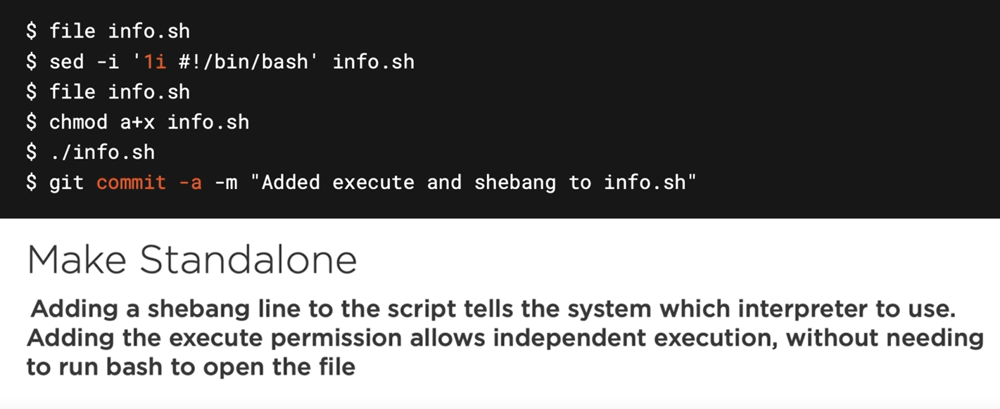 $ file info.sh
$ sed -i '1i #!/bin/bash' info.sh
$ file info.sh
$ chmod a+x info.sh
$ ./info.sh
$ git commit -a -m "Added execute and shebang to info.sh"
Make Standalone
Adding a shebang line to the script tells the system which interpreter to use.
Adding the execute permission allows independent execution, without needing
to run bash to open the file